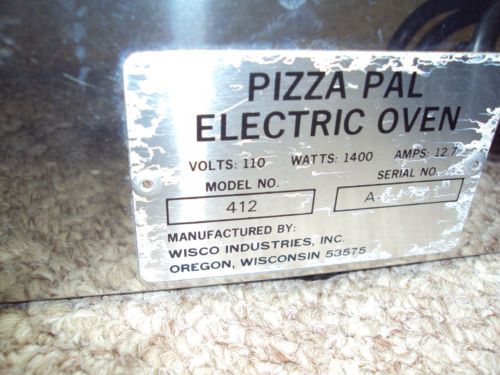 PIZZA PAL
ELECTRIC OVEN
VOLTS: 110 WATTS: 1400 AMPS: 12.7
MODEL NO. SERIAL NO.
412 A
MANUFACTURED BY:
WISCO INDUSTRIES, INC.
OREGON, WISCONSIN 53575